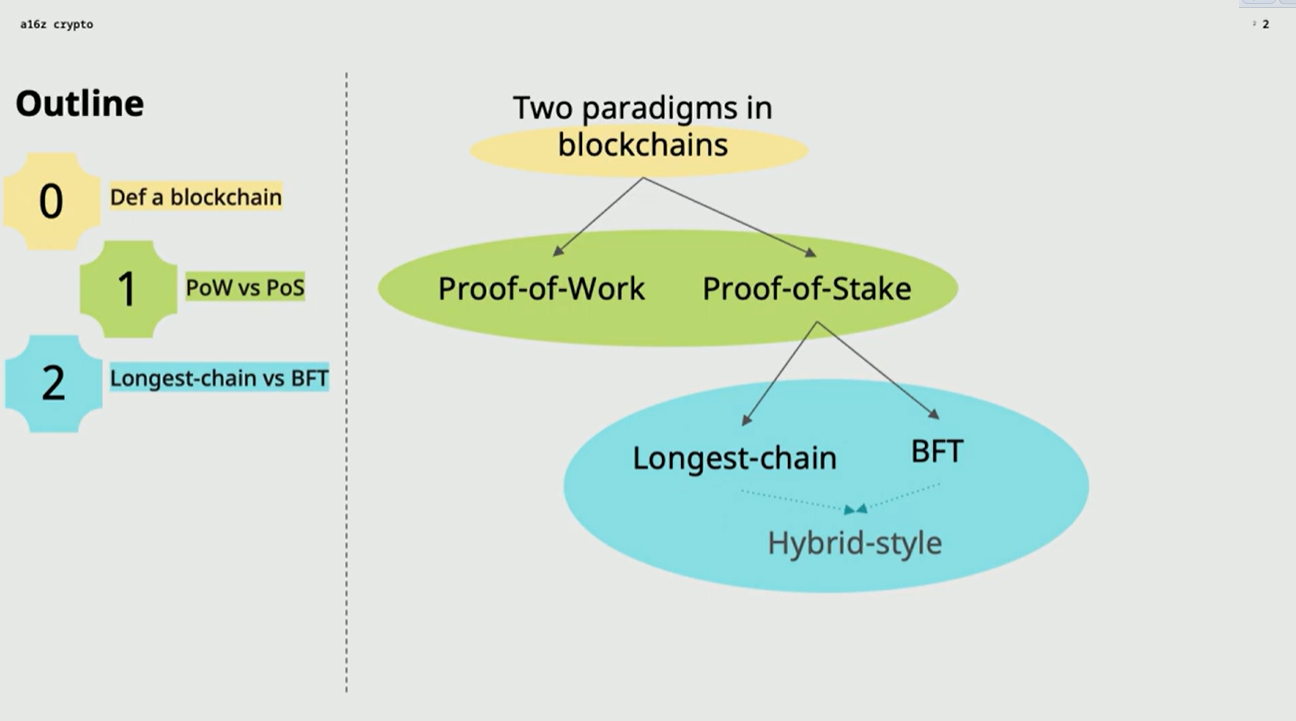 a16z crypto
2
Outline
0
Def a blockchain
1
PoW vs PoS
2
Longest-chain vs BFT
Two paradigms in
blockchains
Proof-of-Work
Proof-of-Stake
Longest-chain
BFT
Hybrid-style